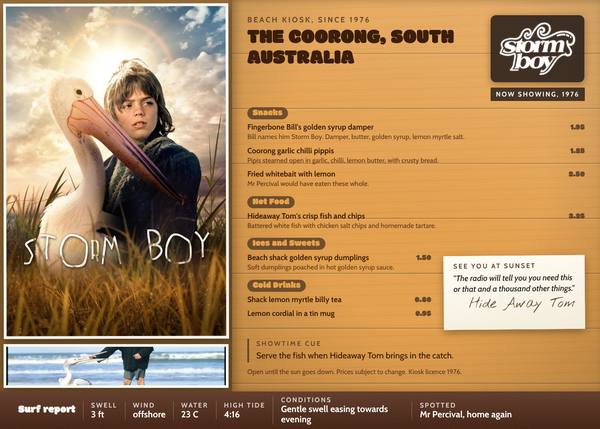 STORM BOY
BEACH KIOSK, SINCE 1976
THE COORONG, SOUTH
AUSTRALIA
storm
boy
NOW SHOWING, 1976
Snacks
Fingerbone Bill's golden syrup damper 1.95
Bill names him Storm Boy. Damper, butter, golden syrup, lemon myrtle salt.
Coorong garlic chilli pippis 1.85
Pipis steamed open in garlic, chilli, lemon butter, with crusty bread.
Fried whitebait with lemon 2.50
Mr Percival would have eaten these whole.
Hot Food
Hideaway Tom's crisp fish and chips 3.25
Battered white fish with chicken salt chips and homemade tartare.
Ices and Sweets
Beach shack golden syrup dumplings 1.50
Soft dumplings poached in hot golden syrup sauce.
Cold Drinks
Shack lemon myrtle billy tea 0.80
Lemon cordial in a tin mug 0.95
SEE YOU AT SUNSET
"The radio will tell you you need this
or that and a thousand other things."
Hide Away Tom
SHOWTIME CUE
Serve the fish when Hideaway Tom brings in the catch.
Open until the sun goes down. Prices subject to change. Kiosk licence 1976.
Surf report
SWELL
3 ft
WIND
offshore
WATER
23 C
HIGH TIDE
4:16
CONDITIONS
Gentle swell easing towards
evening
SPOTTED
Mr Percival, home again